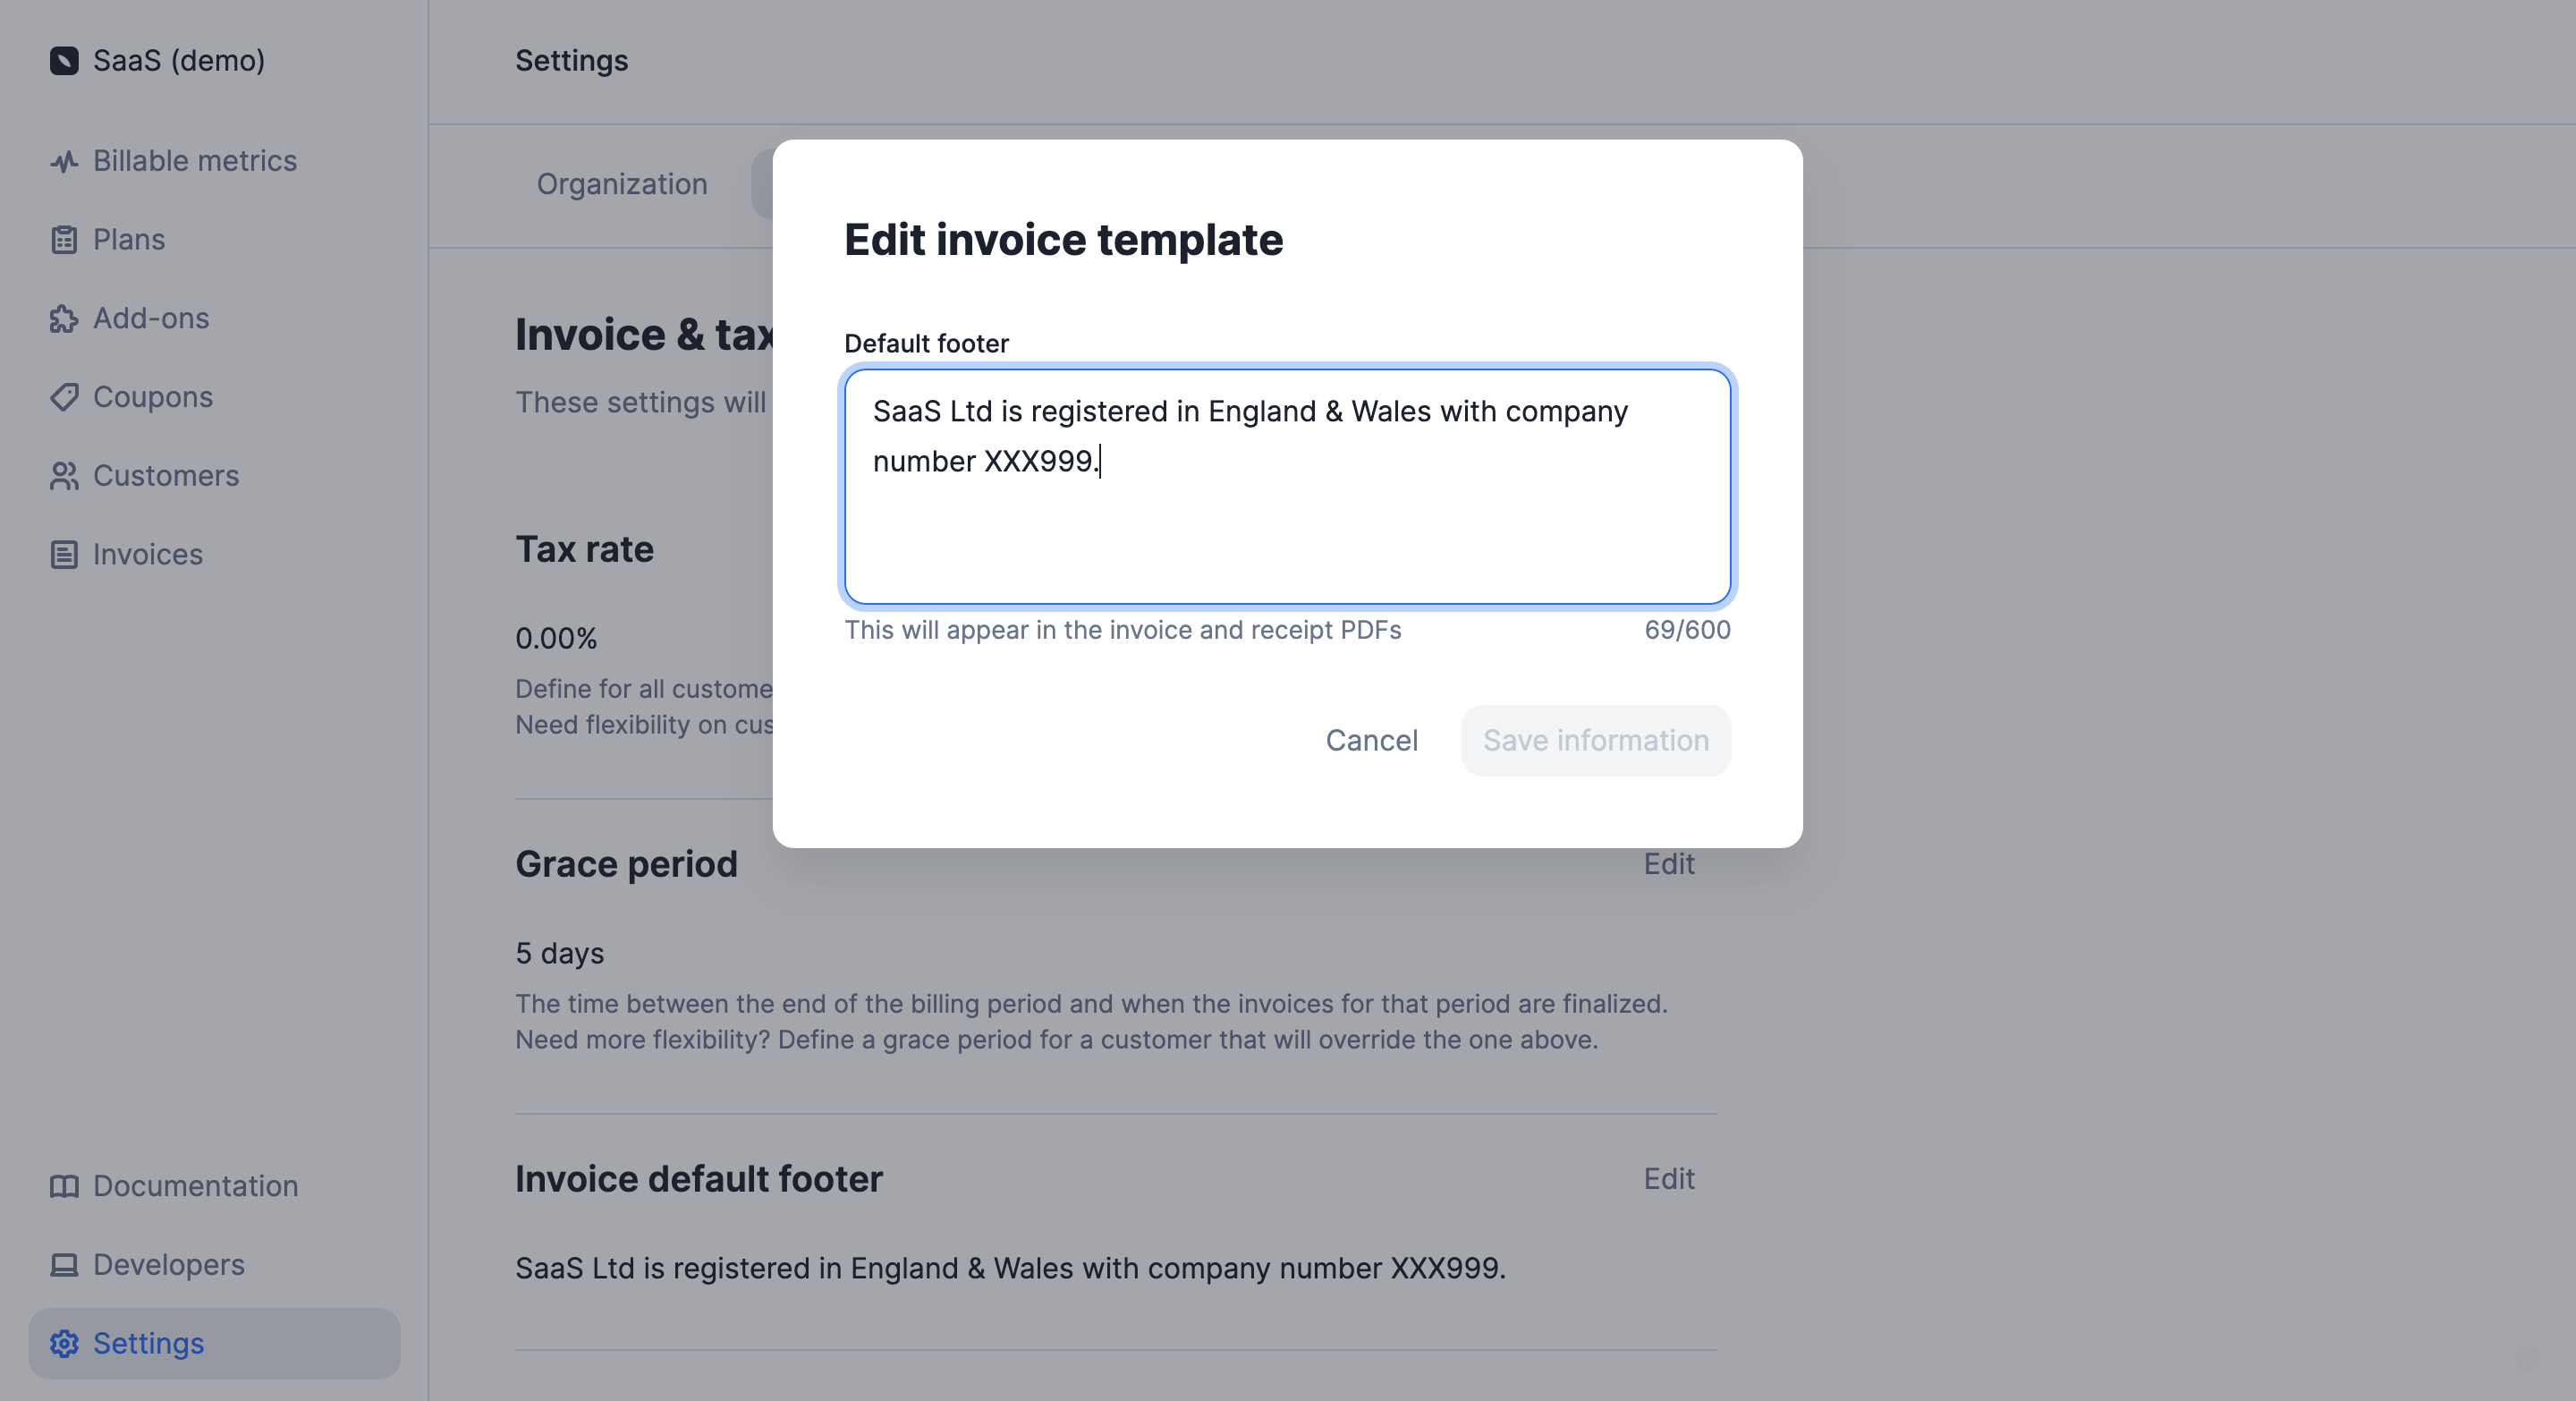 SaaS (demo)
Billable metrics
Plans
Add-ons
Coupons
Customers
Invoices
Documentation
Developers
Settings
Settings
Organization
Invoice & tax
These settings will
Tax rate
0.00%
Define for all
Need flexibility on
Grace period
Edit
5 days
The time between the end of the billing period and when the invoices for that period are finalized.
Need more flexibility? Define a grace period for a customer that will override the one above.
Invoice default footer
Edit
SaaS Ltd is registered in England & Wales with company number XXX999.
Edit invoice template
Default footer
SaaS Ltd is registered in England & Wales with company
number XXX999.
This will appear in the invoice and receipt PDFs
69/600
Cancel
Save information